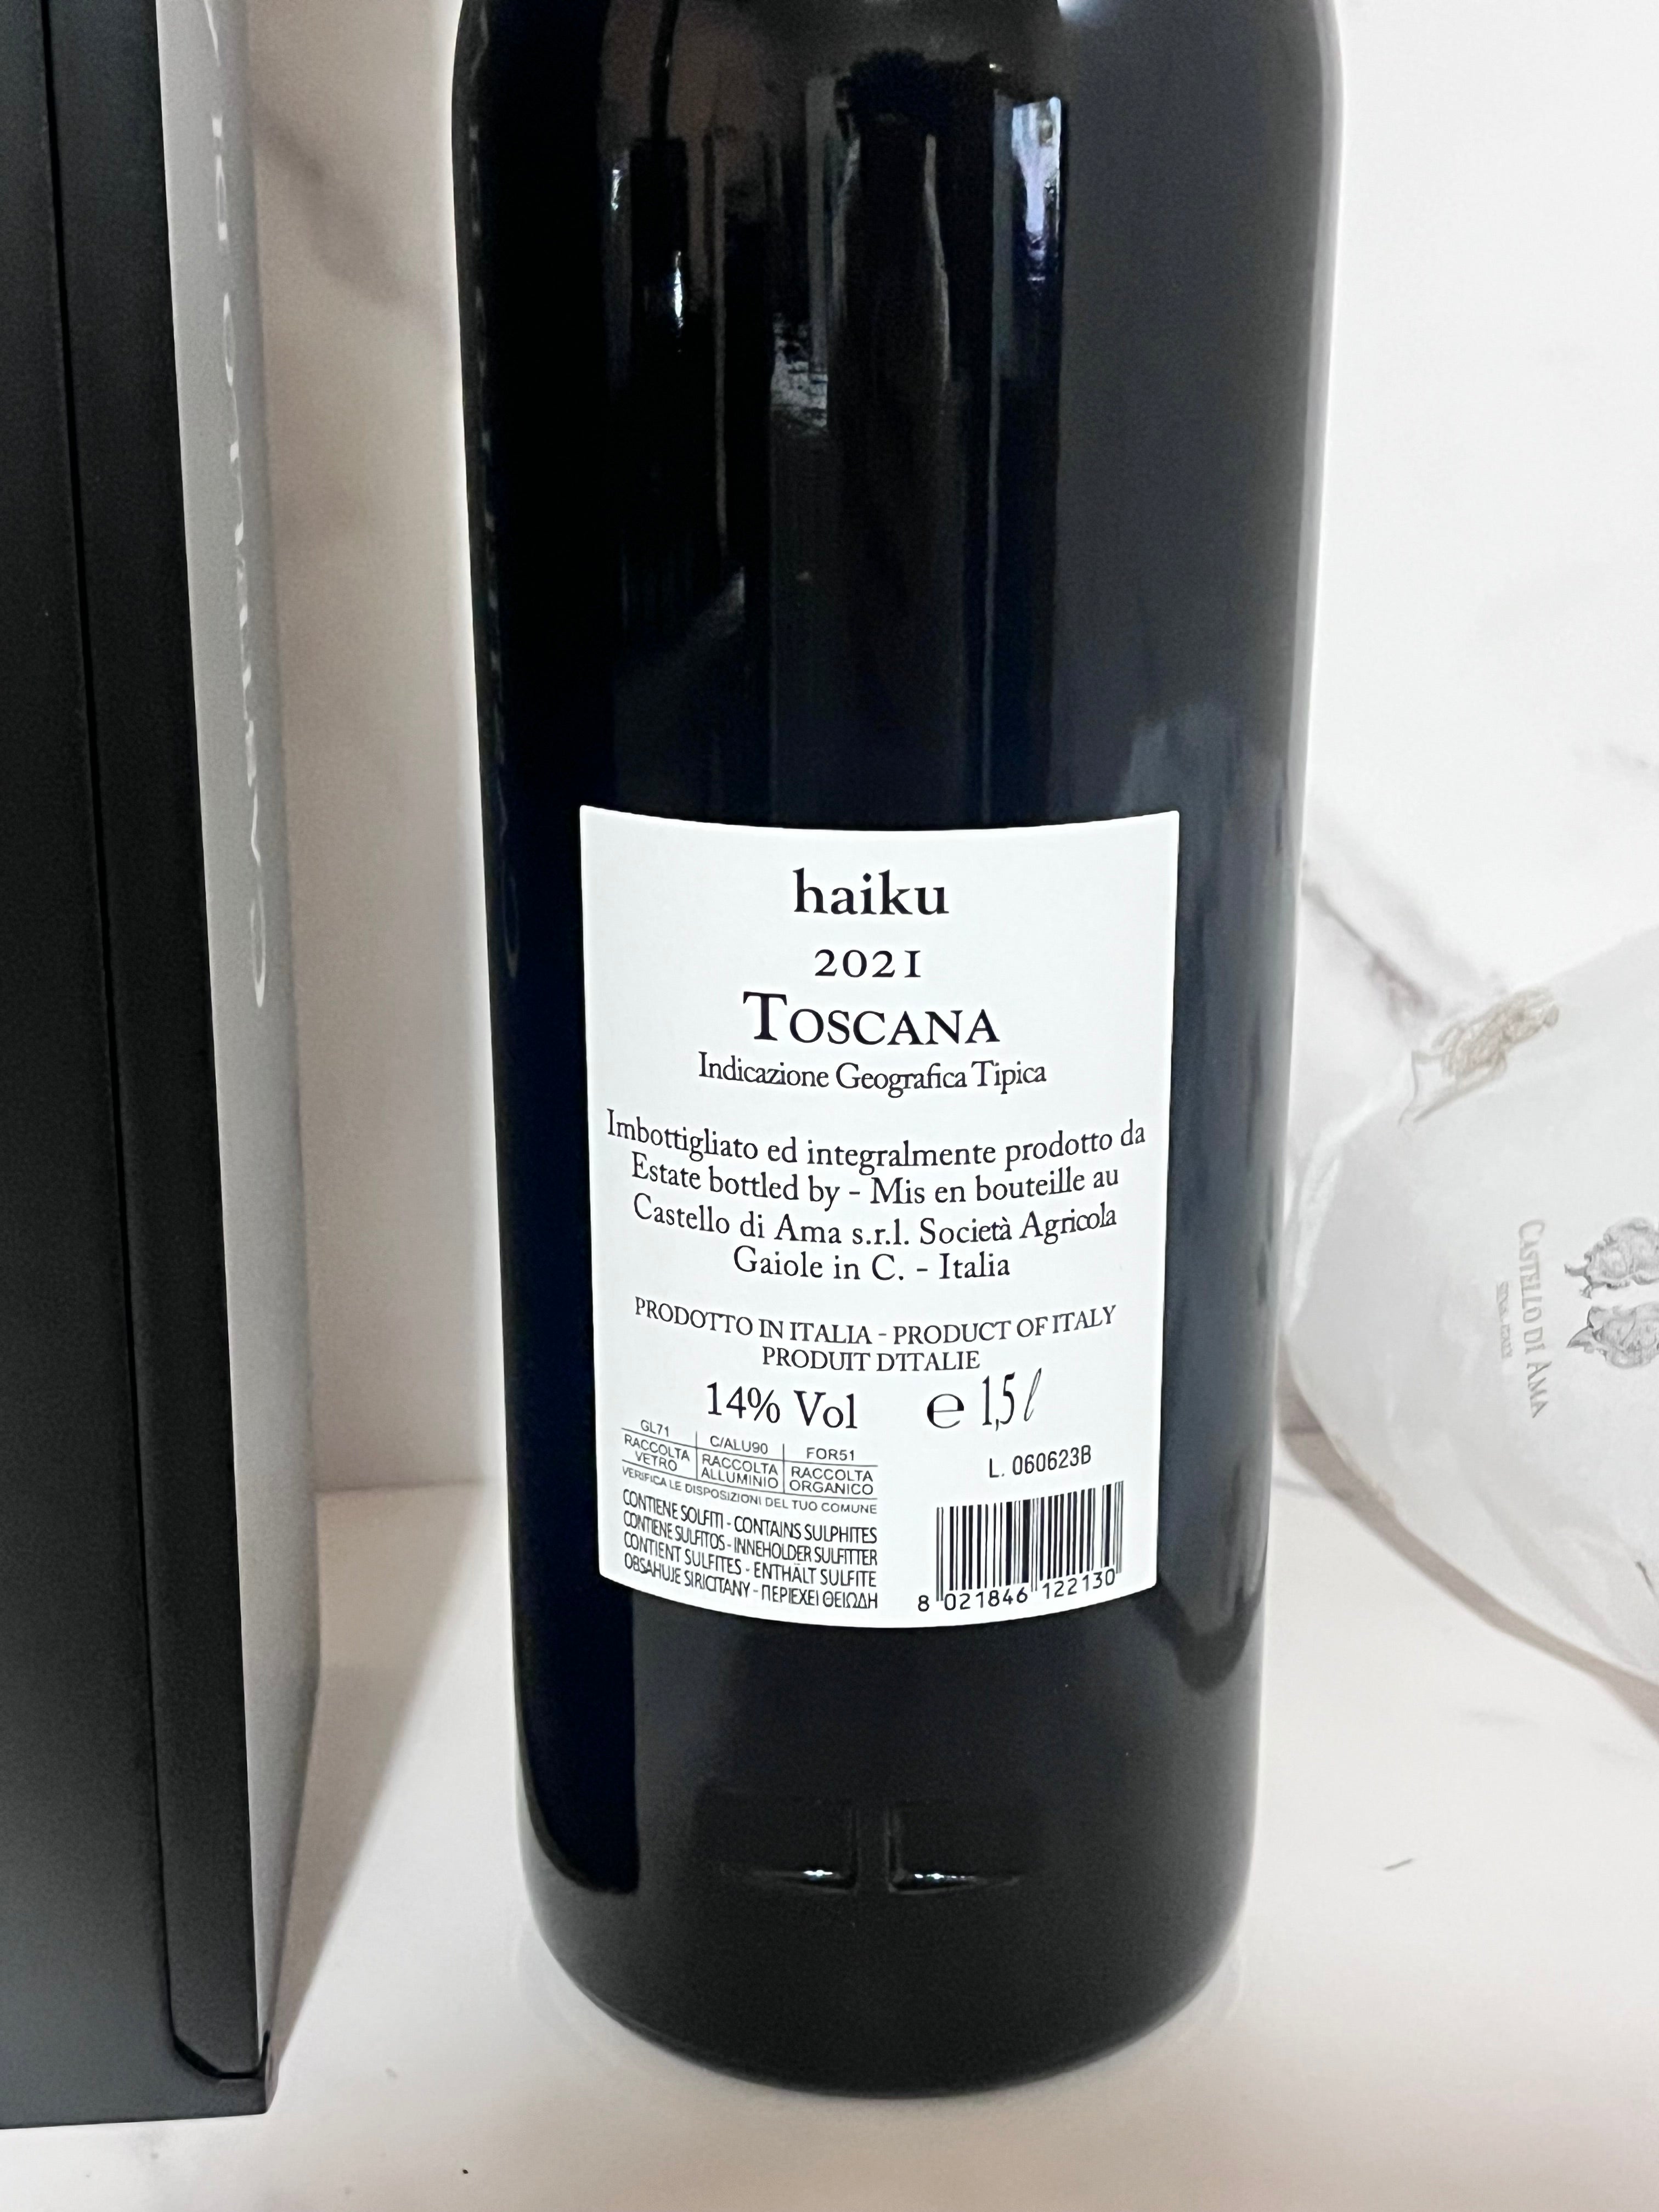 haiku
2021
TOSCANA
Indicazione Geografica Tipica
Imbottigliato ed integralmente prodotto da
Estate bottled by - Mis en bouteille au
Castello di Ama s.r.l. Società Agricola
Gaiole in C. - Italia
PRODOTTO IN ITALIA - PRODUCT OF ITALY
PRODUIT D'ITALIE
14% Vol e 1,5 ℓ
GL71 C/ALU90 FOR51
RACCOLTA VETRO RACCOLTA ALLUMINIO RACCOLTA ORGANICO
VERIFICA LE DISPOSIZIONI DEL TUO COMUNE
L. 060623B
CONTIENE SOLFITI - CONTAINS SULPHITES
CONTIENE SULFITOS - INNEHOLDER SULFITTER
CONTIENT SULFITES - ENTHÄLT SULFITE
OBSAHUJE SIRICITANY - ΠΕΡΙΕΧΕΙ ΘΕΙΩΔΗ
8 021846 122130
CASTELLO DI AMA